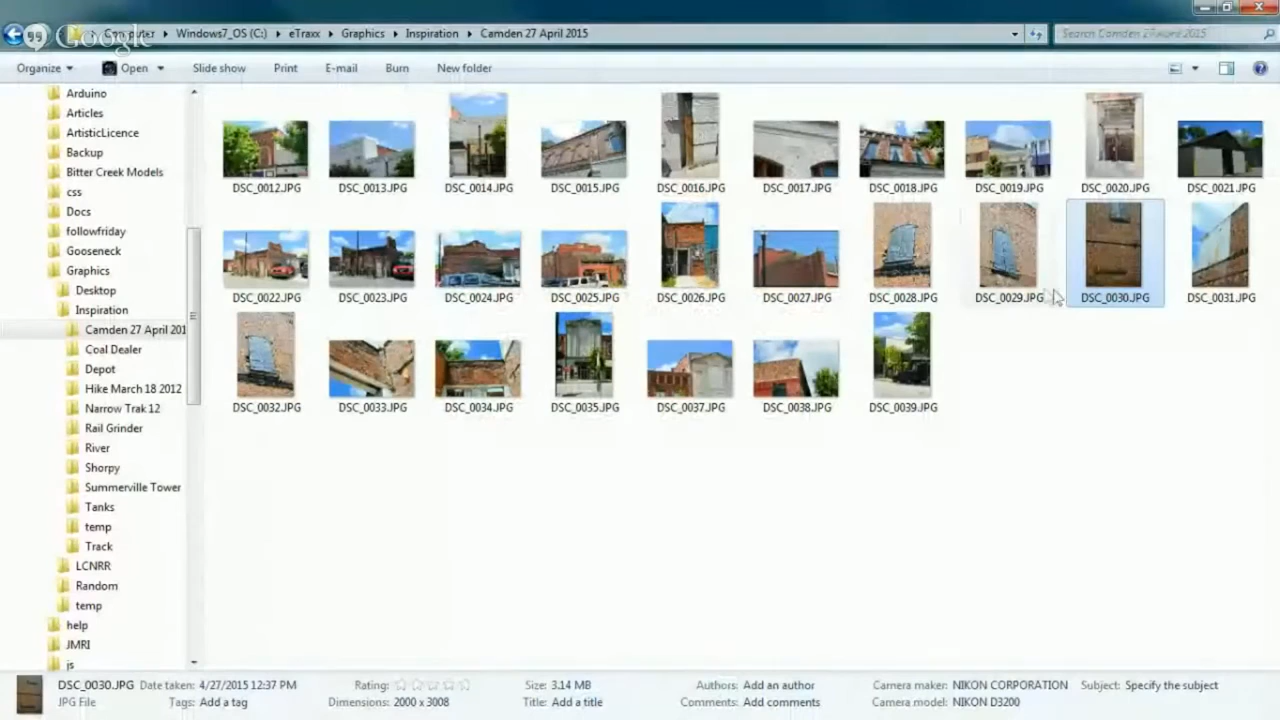 Google
Computer ▸ Windows7_OS (C:) ▸ eTraxx ▸ Graphics ▸ Inspiration ▸ Camden 27 April 2015
Search Camden 27 April 2015
Organize Open Slide show Print E-mail Burn New folder
Arduino
Articles
ArtisticLicence
Backup
Bitter Creek Models
css
Docs
followfriday
Gooseneck
Graphics
Desktop
Inspiration
Camden 27 April 201
Coal Dealer
Depot
Hike March 18 2012
Narrow Trak 12
Rail Grinder
River
Shorpy
Summerville Tower
Tanks
temp
Track
LCNRR
Random
temp
help
JMRI
js
DSC_0012.JPG DSC_0013.JPG DSC_0014.JPG DSC_0015.JPG DSC_0016.JPG DSC_0017.JPG DSC_0018.JPG DSC_0019.JPG DSC_0020.JPG DSC_0021.JPG
DSC_0022.JPG DSC_0023.JPG DSC_0024.JPG DSC_0025.JPG DSC_0026.JPG DSC_0027.JPG DSC_0028.JPG DSC_0029.JPG DSC_0030.JPG DSC_0031.JPG
DSC_0032.JPG DSC_0033.JPG DSC_0034.JPG DSC_0035.JPG DSC_0037.JPG DSC_0038.JPG DSC_0039.JPG
DSC_0030.JPG Date taken: 4/27/2015 12:37 PM Rating: Size: 3.14 MB Authors: Add an author Camera maker: NIKON CORPORATION Subject: Specify the subject
JPG File Tags: Add a tag Dimensions: 2000 x 3008 Title: Add a title Comments: Add comments Camera model: NIKON D3200